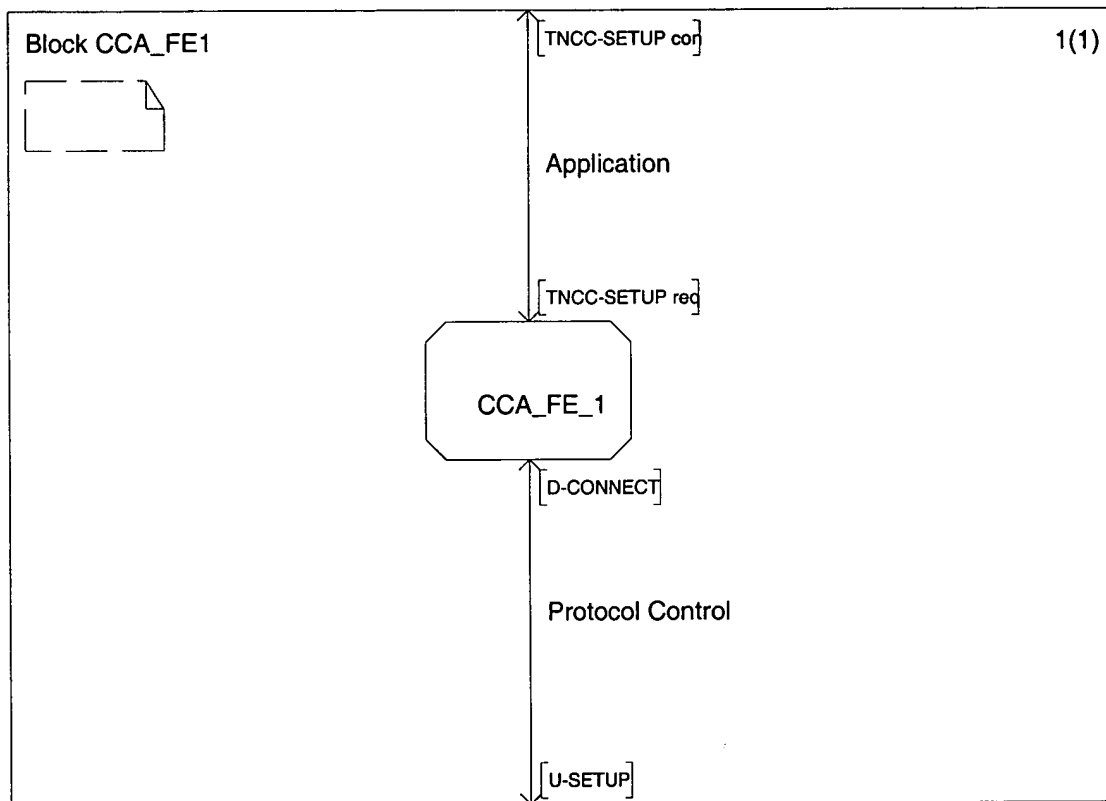 Block CCA_FE1
1(1)
[TNCC-SETUP con]
Application
[TNCC-SETUP req]
CCA_FE_1
[D-CONNECT]
Protocol Control
[U-SETUP]